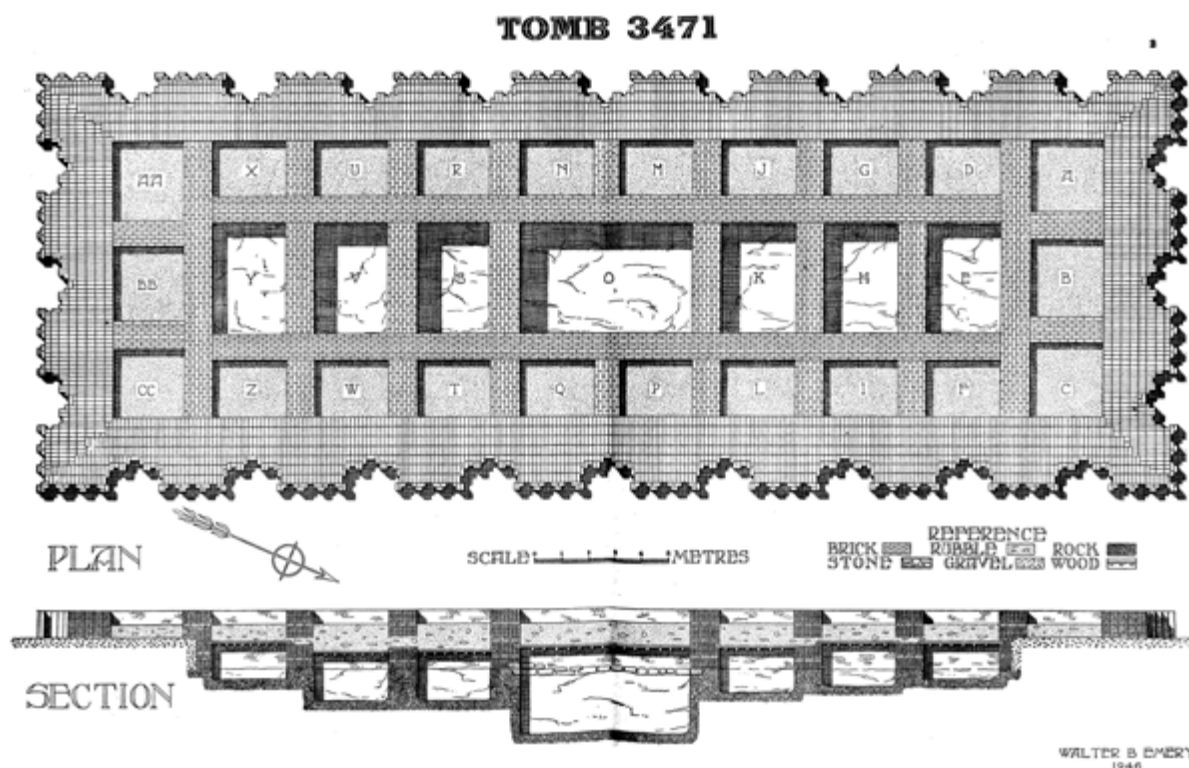 TOMB 3471
AA X U R N M J G D A
BB Y V S O K H E B
CC Z W T Q P L I F C
PLAN
SCALE METRES
REFERENCE
BRICK RUBBLE ROCK
STONE GRAVEL WOOD
SECTION
WALTER B EMERY
1946